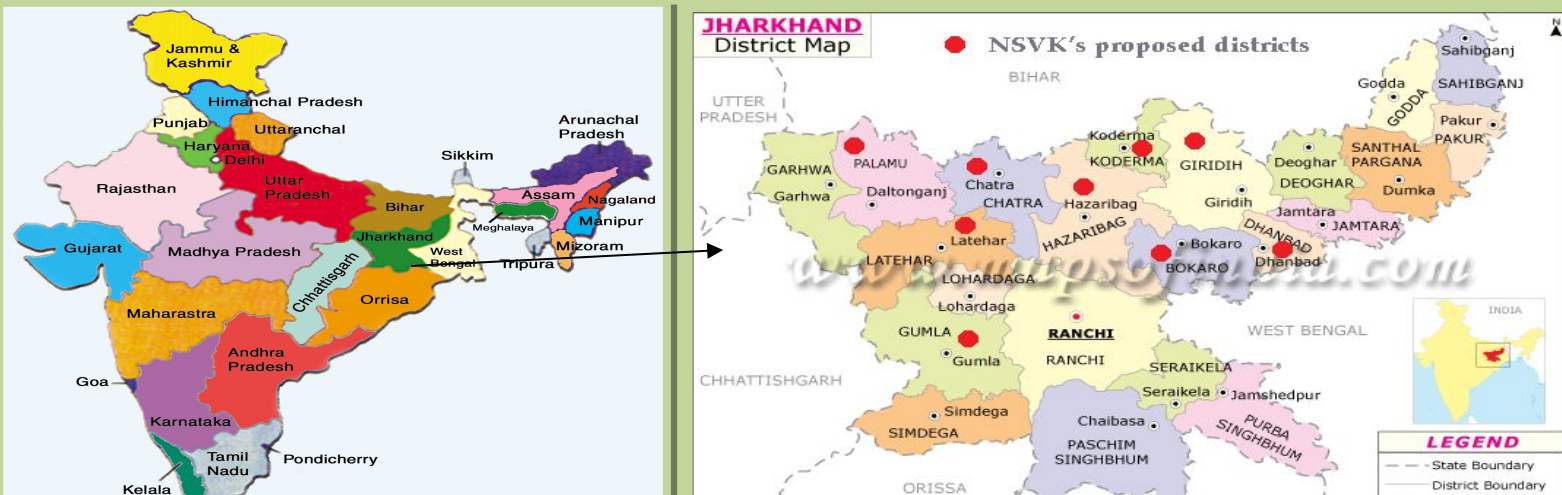 Jammu &
Kashmir
Himanchal Pradesh
Punjab
Uttaranchal
Haryana
Delhi
Arunachal
Pradesh
Sikkim
Rajasthan
Uttar
Pradesh
Assam
Nagaland
Bihar
Meghalaya
Manipur
Jharkhand
Gujarat
Madhya Pradesh
West
Bengal
Tripura
Mizoram
Chhattisgarh
Orrisa
Maharastra
Andhra
Pradesh
Goa
Karnataka
Tamil
Nadu
Pondicherry
Kelala
JHARKHAND
District Map
NSVK's proposed districts
N
BIHAR
UTTER
PRADESH
Sahibganj
SAHIBGANJ
Godda
GODDA
Pakur
PAKUR
Koderma
KODERMA
GIRIDIH
Giridih
Deoghar
DEOGHAR
SANTHAL
PARGANA
Dumka
PALAMU
Daltonganj
GARHWA
Garhwa
Chatra
CHATRA
Hazaribag
HAZARIBAG
Jamtara
JAMTARA
DHANBAD
Dhanbad
Bokaro
BOKARO
Latehar
LATEHAR
LOHARDAGA
Lohardaga
RANCHI
RANCHI
GUMLA
Gumla
WEST BENGAL
INDIA
CHHATTISHGARH
SERAIKELA
Seraikela
Jamshedpur
Simdega
SIMDEGA
Chaibasa
PASCHIM
SINGHBHUM
PURBA
SINGHBHUM
ORISSA
LEGEND
State Boundary
District Boundary